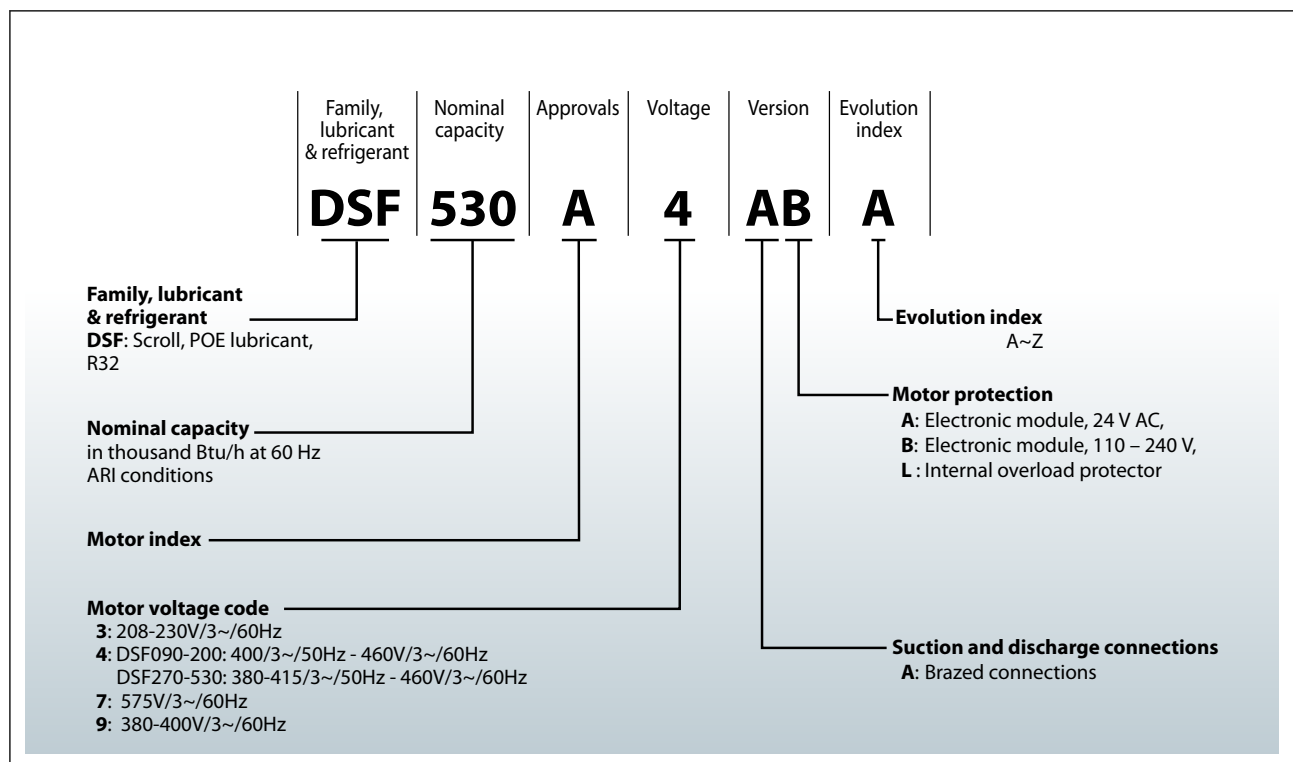 Family,
lubricant
& refrigerant
Nominal
capacity
Approvals
Voltage
Version
Evolution
index
DSF 530 A 4 AB A
Family, lubricant
& refrigerant
DSF: Scroll, POE lubricant,
R32
Nominal capacity
in thousand Btu/h at 60 Hz
ARI conditions
Motor index
Motor voltage code
3: 208-230V/3~/60Hz
4: DSF090-200: 400/3~/50Hz - 460V/3~/60Hz
DSF270-530: 380-415/3~/50Hz - 460V/3~/60Hz
7: 575V/3~/60Hz
9: 380-400V/3~/60Hz
Evolution index
A~Z
Motor protection
A: Electronic module, 24 V AC,
B: Electronic module, 110 – 240 V,
L : Internal overload protector
Suction and discharge connections
A: Brazed connections